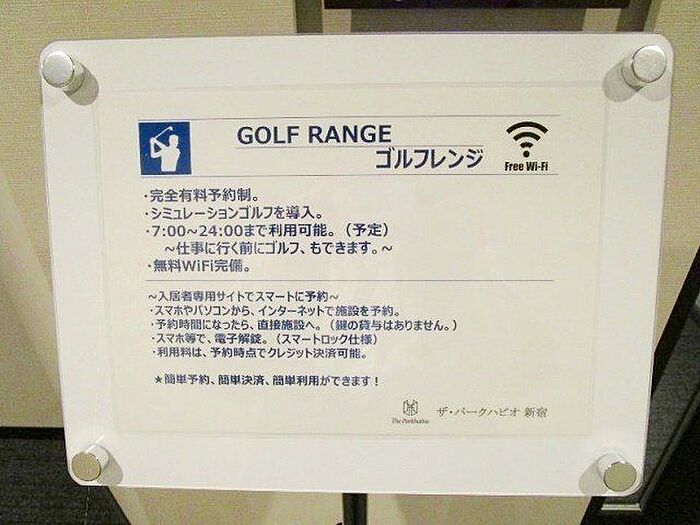 GOLF RANGE
ゴルフレンジ
Free Wi-Fi
・完全有料予約制。
・シミュレーションゴルフを導入。
・7:00~24:00まで利用可能。（予定）
～仕事に行く前にゴルフ、もできます。～
・無料WiFi完備。
～入居者専用サイトでスマートに予約～
・スマホやパソコンから、インターネットで施設を予約。
・予約時間になったら、直接施設へ。（鍵の貸与はありません。）
・スマホ等で、電子解錠。（スマートロック仕様）
・利用料は、予約時点でクレジット決済可能。
★簡単予約、簡単決済、簡単利用ができます！
The Parkhabio
ザ・パークハビオ 新宿